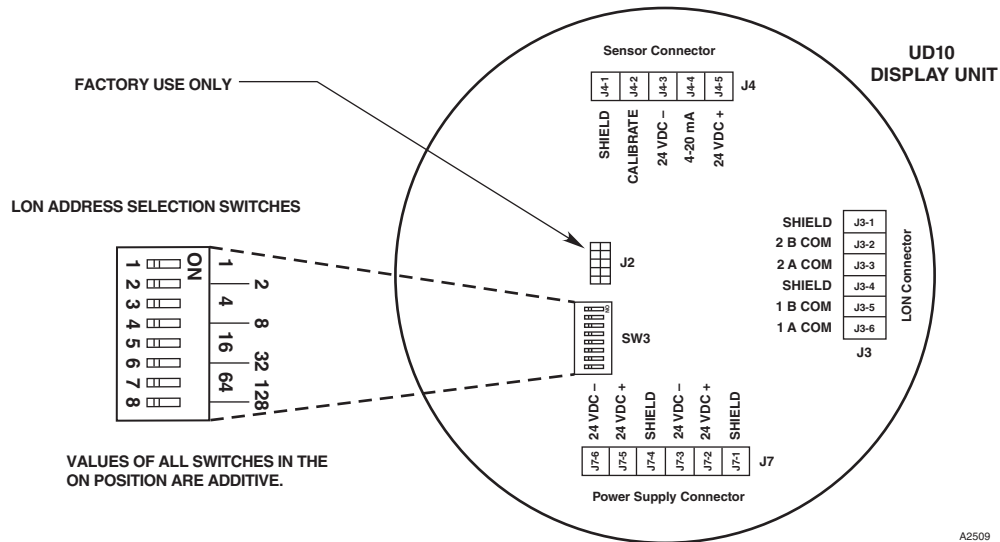 UD10
DISPLAY UNIT
Sensor Connector
J4-1
J4-2
J4-3
J4-4
J4-5
J4
SHIELD
CALIBRATE
24 VDC –
4-20 mA
24 VDC +
FACTORY USE ONLY
LON ADDRESS SELECTION SWITCHES
ON
1
2
3
4
5
6
7
8
1
2
4
8
16
32
64
128
VALUES OF ALL SWITCHES IN THE
ON POSITION ARE ADDITIVE.
J2
ON
SW3
SHIELD J3-1
2 B COM J3-2
2 A COM J3-3
SHIELD J3-4
1 B COM J3-5
1 A COM J3-6
LON Connector
J3
24 VDC –
24 VDC +
SHIELD
24 VDC –
24 VDC +
SHIELD
J7-6
J7-5
J7-4
J7-3
J7-2
J7-1
J7
Power Supply Connector
A2509